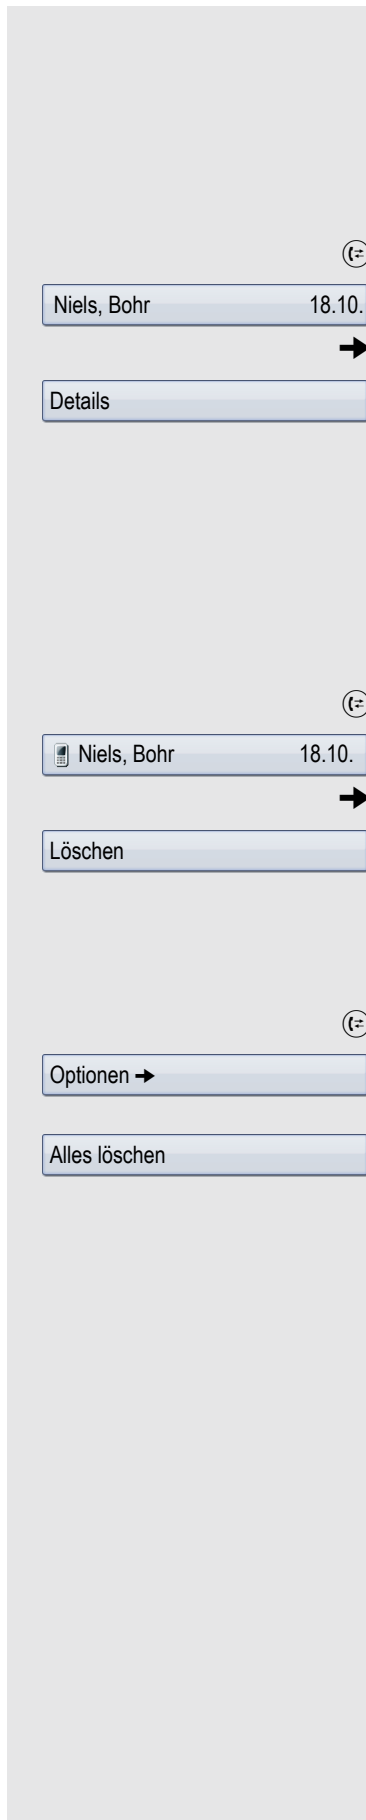 Niels, Bohr 18.10.
Details
Niels, Bohr 18.10.
Löschen
Optionen ➔
Alles löschen